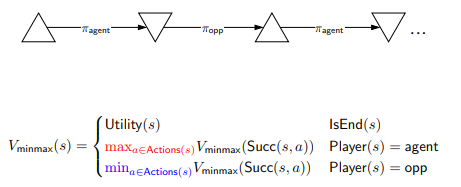 π_agent π_opp π_agent ...
Utility(s) IsEnd(s)
V_minmax(s) = { max_{a∈Actions(s)} V_minmax(Succ(s, a)) Player(s) = agent
min_{a∈Actions(s)} V_minmax(Succ(s, a)) Player(s) = opp